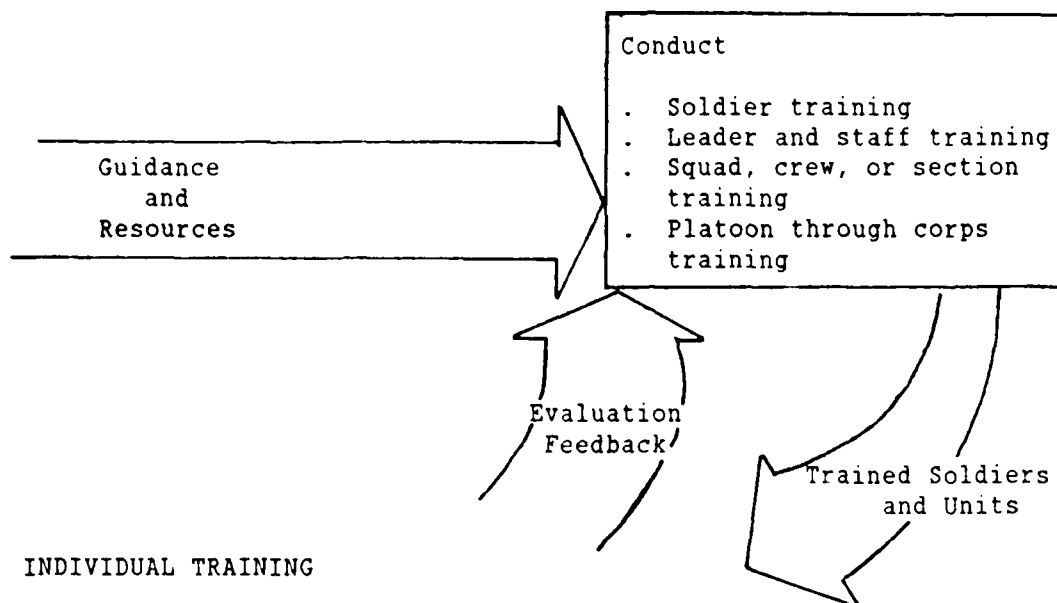 Conduct
. Soldier training
. Leader and staff training
. Squad, crew, or section
training
. Platoon through corps
training
Guidance
and
Resources
Evaluation
Feedback
Trained Soldiers
and Units
INDIVIDUAL TRAINING